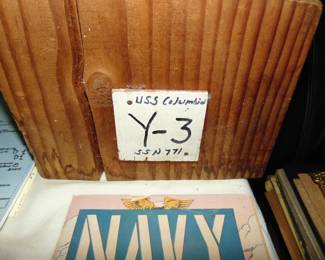 USS Columbia
Y-3
SSN 771
NAVY